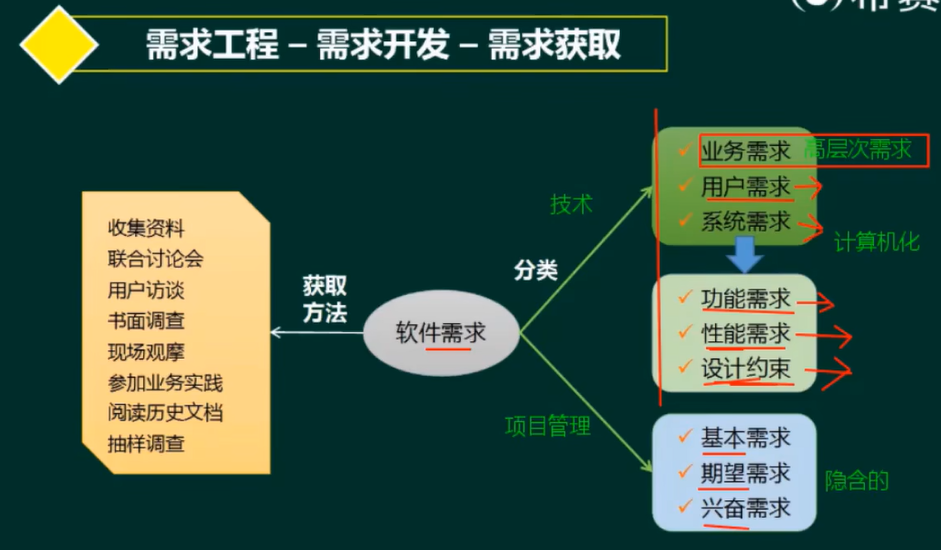 需求工程 – 需求开发 – 需求获取
收集资料
联合讨论会
用户访谈
书面调查
现场观摩
参加业务实践
阅读历史文档
抽样调查
获取
方法
软件需求
分类
技术
项目管理
业务需求 高层次需求
用户需求
系统需求
计算机化
功能需求
性能需求
设计约束
基本需求
期望需求
隐含的
兴奋需求